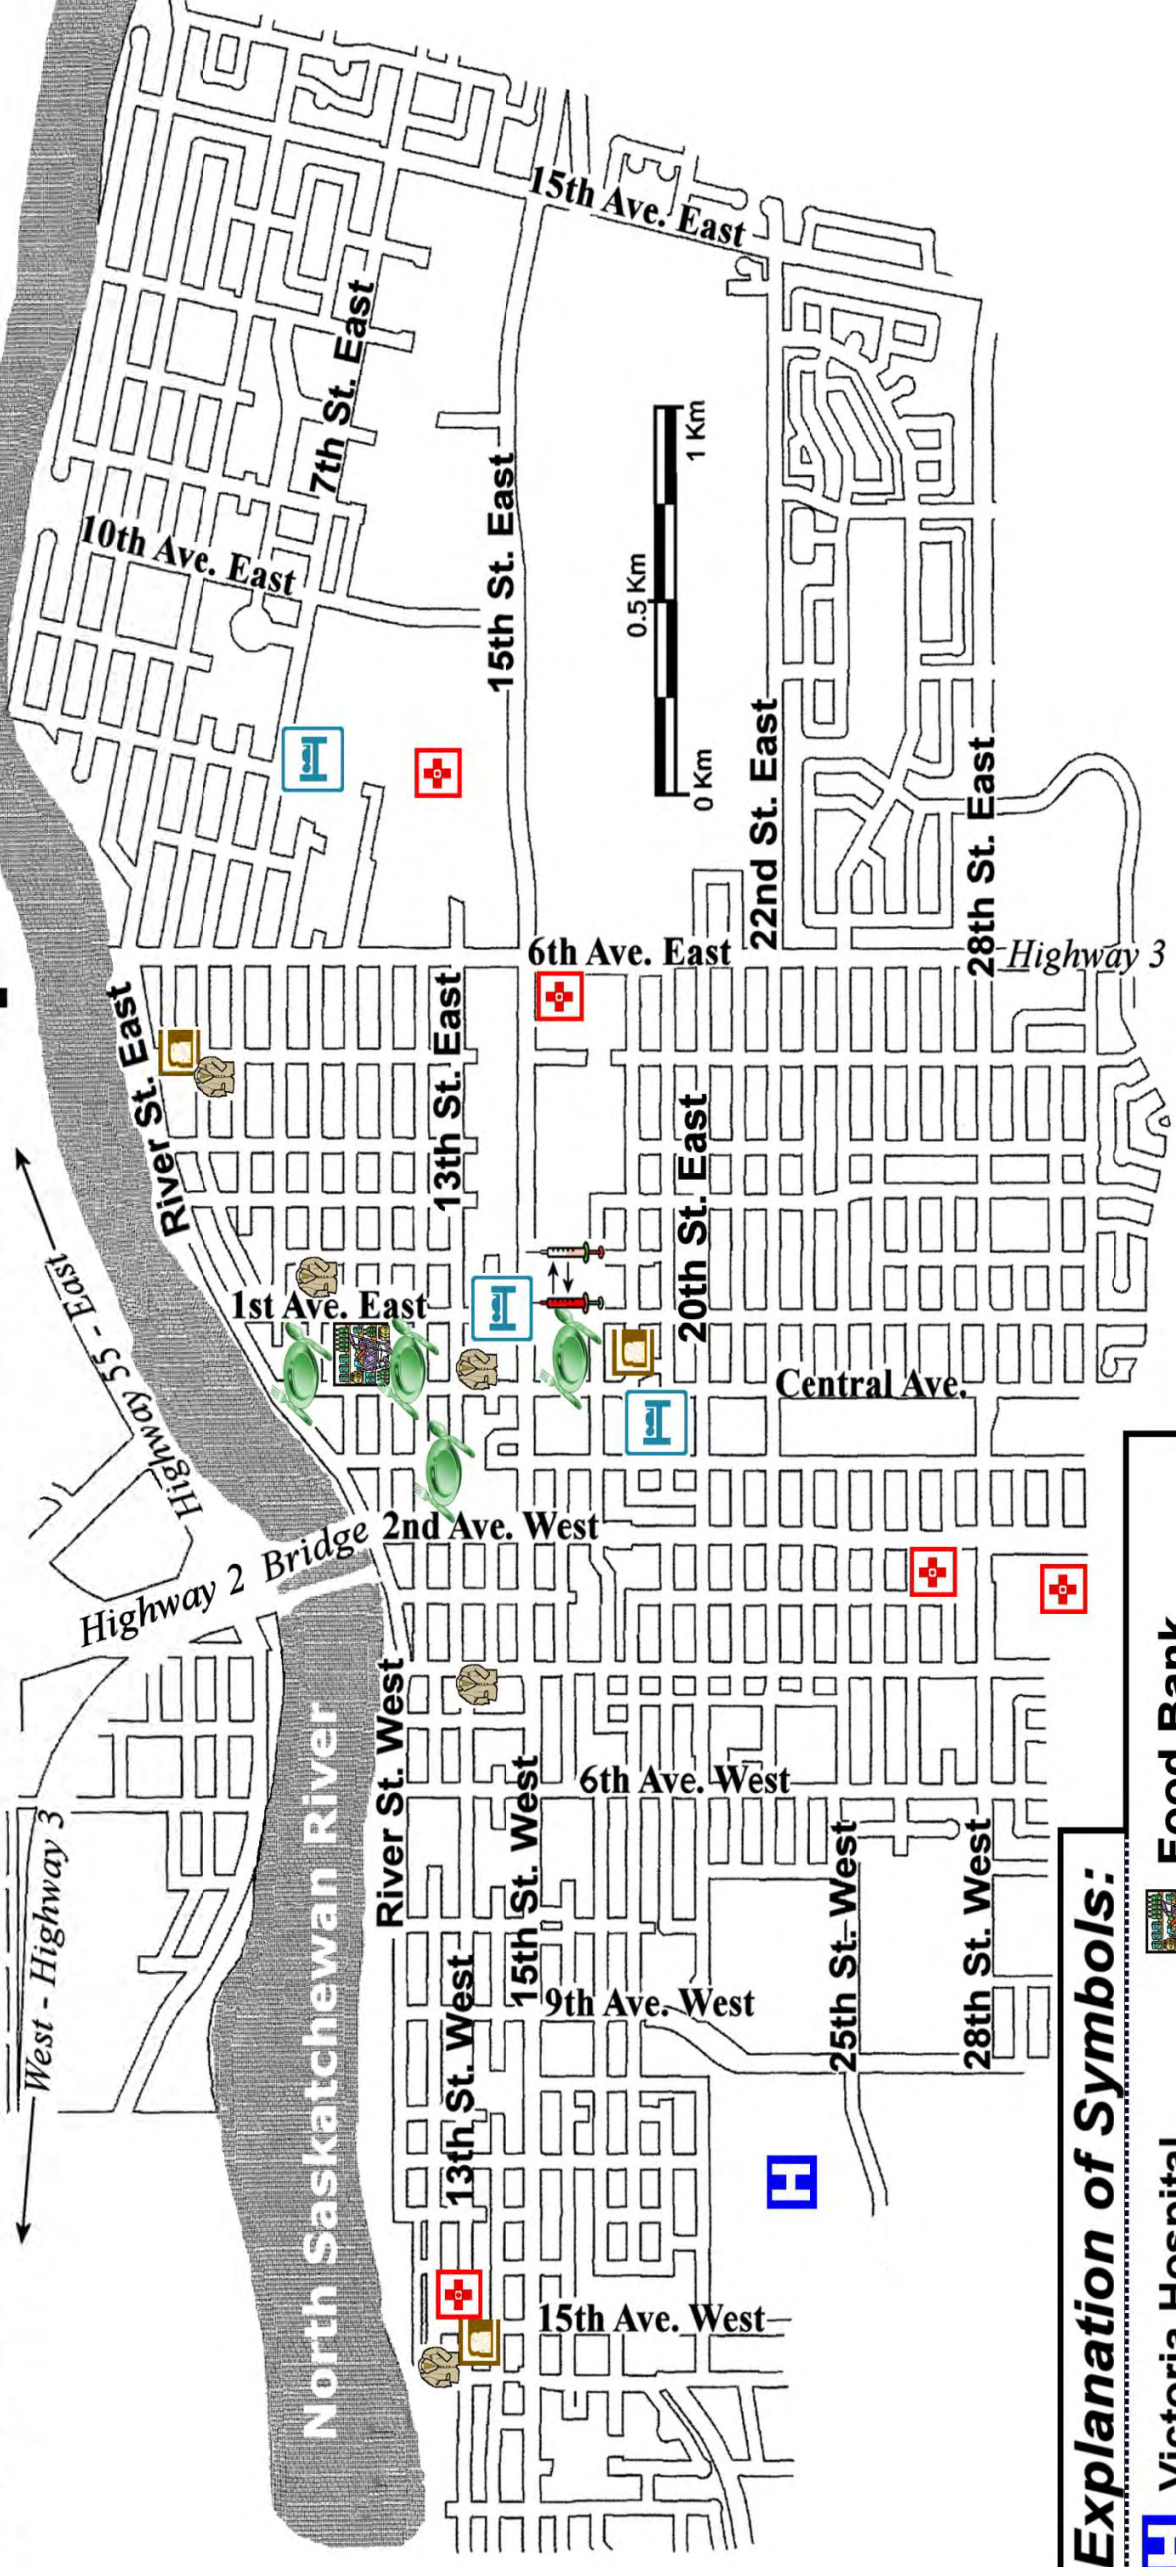 Highway 55 - East
West - Highway 3
Highway 2 Bridge
North Saskatchewan River
River St. East
River St. West
7th St. East
10th Ave. East
15th Ave. East
15th St. East
13th St. East
1st Ave. East
6th Ave. East
20th St. East
22nd St. East
28th St. East
Highway 3
Central Ave.
2nd Ave. West
6th Ave. West
9th Ave. West
15th Ave. West
13th St. West
15th St. West
25th St. West
28th St. West
0 Km
0.5 Km
1 Km
H
Explanation of Symbols:
H Victoria Hospital
Food Bank